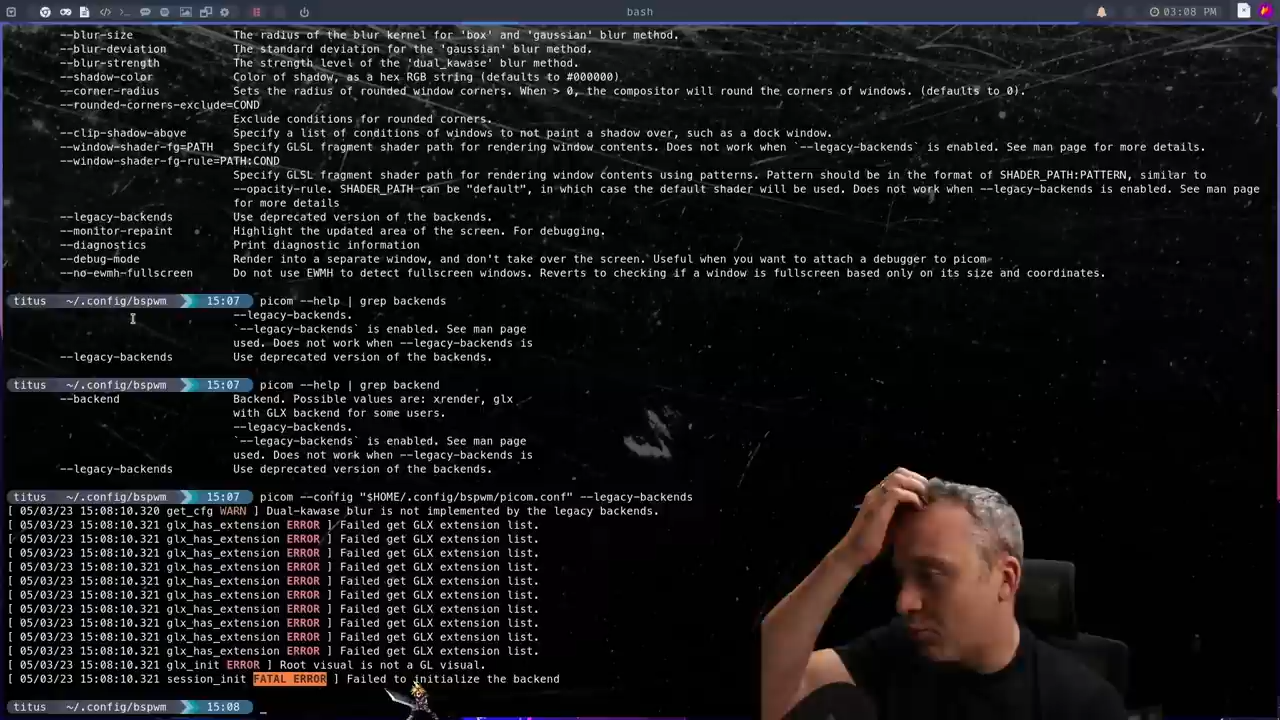 bash
03:08 PM
--blur-size The radius of the blur kernel for 'box' and 'gaussian' blur method.
--blur-deviation The standard deviation for the 'gaussian' blur method.
--blur-strength The strength level of the 'dual_kawase' blur method.
--shadow-color Color of shadow, as a hex RGB string (defaults to #000000)
--corner-radius Sets the radius of rounded window corners. When > 0, the compositor will round the corners of windows. (defaults to 0).
--rounded-corners-exclude=COND
Exclude conditions for rounded corners.
--clip-shadow-above Specify a list of conditions of windows to not paint a shadow over, such as a dock window.
--window-shader-fg=PATH Specify GLSL fragment shader path for rendering window contents. Does not work when `--legacy-backends` is enabled. See man page for more details.
--window-shader-fg-rule=PATH:COND
Specify GLSL fragment shader path for rendering window contents using patterns. Pattern should be in the format of SHADER_PATH:PATTERN, similar to
--opacity-rule. SHADER_PATH can be "default", in which case the default shader will be used. Does not work when --legacy-backends is enabled. See man page
for more details
--legacy-backends Use deprecated version of the backends.
--monitor-repaint Highlight the updated area of the screen. For debugging.
--diagnostics Print diagnostic information
--debug-mode Render into a separate window, and don't take over the screen. Useful when you want to attach a debugger to picom
--no-ewmh-fullscreen Do not use EWMH to detect fullscreen windows. Reverts to checking if a window is fullscreen based only on its size and coordinates.
titus ~/.config/bspwm 15:07 picom --help | grep backends
--legacy-backends.
`--legacy-backends` is enabled. See man page
used. Does not work when --legacy-backends is
--legacy-backends Use deprecated version of the backends.
titus ~/.config/bspwm 15:07 picom --help | grep backend
--backend Backend. Possible values are: xrender, glx
with GLX backend for some users.
--legacy-backends.
`--legacy-backends` is enabled. See man page
used. Does not work when --legacy-backends is
--legacy-backends Use deprecated version of the backends.
titus ~/.config/bspwm 15:07 picom --config "$HOME/.config/bspwm/picom.conf" --legacy-backends
[ 05/03/23 15:08:10.320 get_cfg WARN ] Dual-kawase blur is not implemented by the legacy backends.
[ 05/03/23 15:08:10.321 glx_has_extension ERROR ] Failed get GLX extension list.
[ 05/03/23 15:08:10.321 glx_has_extension ERROR ] Failed get GLX extension list.
[ 05/03/23 15:08:10.321 glx_has_extension ERROR ] Failed get GLX extension list.
[ 05/03/23 15:08:10.321 glx_has_extension ERROR ] Failed get GLX extension list.
[ 05/03/23 15:08:10.321 glx_has_extension ERROR ] Failed get GLX extension list.
[ 05/03/23 15:08:10.321 glx_has_extension ERROR ] Failed get GLX extension list.
[ 05/03/23 15:08:10.321 glx_has_extension ERROR ] Failed get GLX extension list.
[ 05/03/23 15:08:10.321 glx_has_extension ERROR ] Failed get GLX extension list.
[ 05/03/23 15:08:10.321 glx_has_extension ERROR ] Failed get GLX extension list.
[ 05/03/23 15:08:10.321 glx_has_extension ERROR ] Failed get GLX extension list.
[ 05/03/23 15:08:10.321 glx_init ERROR ] Root visual is not a GL visual.
[ 05/03/23 15:08:10.321 session_init FATAL ERROR ] Failed to initialize the backend
titus ~/.config/bspwm 15:08